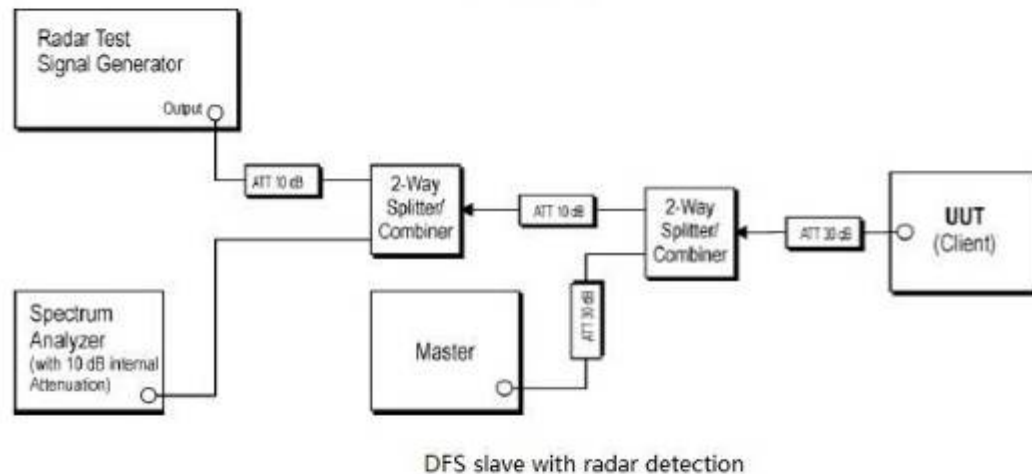 Radar Test
Signal Generator
Output
ATT 10 dB
2-Way
Splitter/
Combiner
ATT 10 dB
2-Way
Splitter/
Combiner
ATT 30 dB
UUT
(Client)
Spectrum
Analyzer
(with 10 dB internal
Attenuation)
Master
ATT 30 dB
DFS slave with radar detection